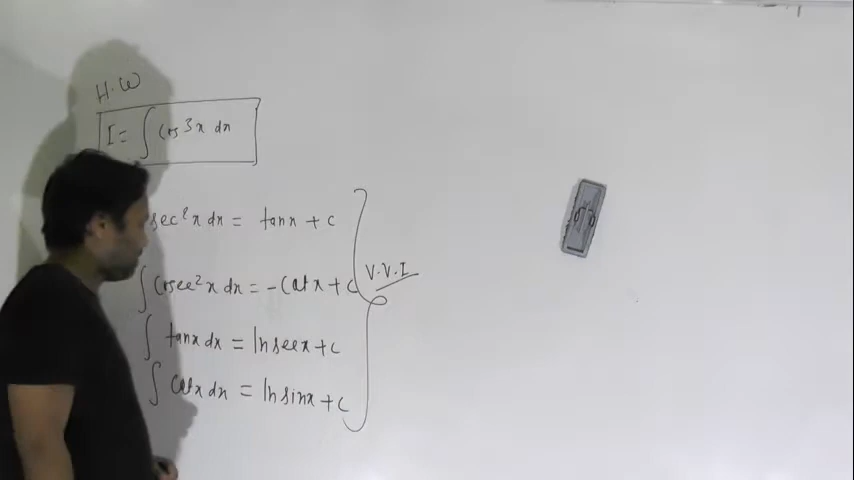 H.W
I = ∫ Cos 3x dx
sec²x dx = tanx + c
∫ Cosec²x dx = -Cotx + c
V.V.I
∫ tanx dx = ln secx + c
∫ Cotx dx = ln sinx + c